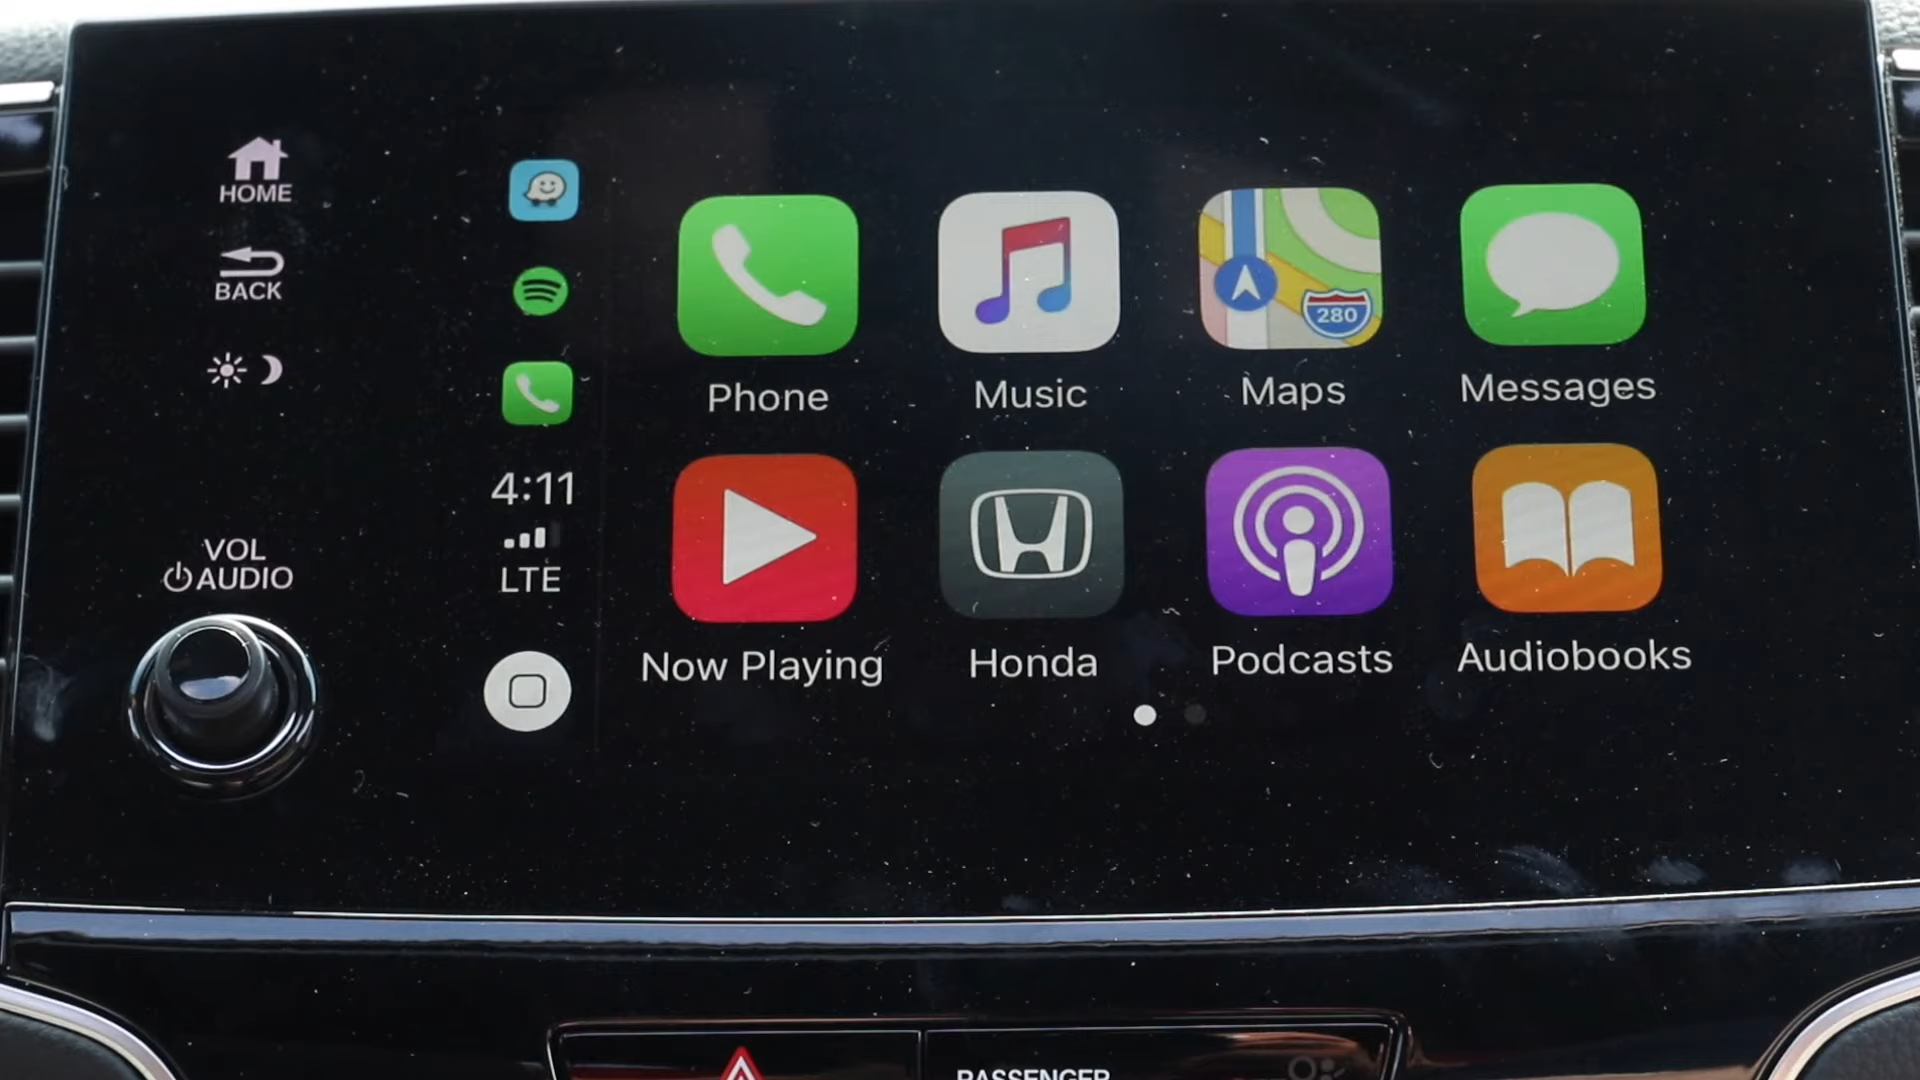 HOME
BACK
VOL
AUDIO
4:11
LTE
280
Phone
Music
Maps
Messages
Now Playing
Honda
Podcasts
Audiobooks
PASSENGER